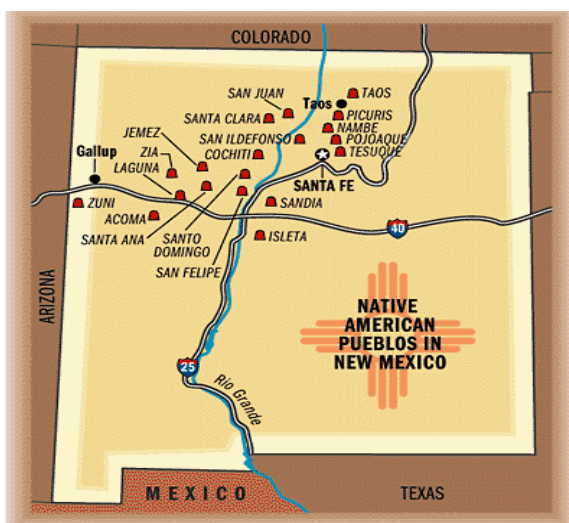 COLORADO
SAN JUAN
TAOS
Taos
SANTA CLARA
PICURIS
NAMBE
JEMEZ
SAN ILDEFONSO
POJOAQUE
Gallup
ZIA
COCHITI
TESUQUE
LAGUNA
SANTA FE
ZUNI
SANDIA
ACOMA
40
SANTA ANA
SANTO
DOMINGO
ISLETA
SAN FELIPE
ARIZONA
NATIVE
AMERICAN
PUEBLOS IN
NEW MEXICO
25
Rio Grande
MEXICO
TEXAS